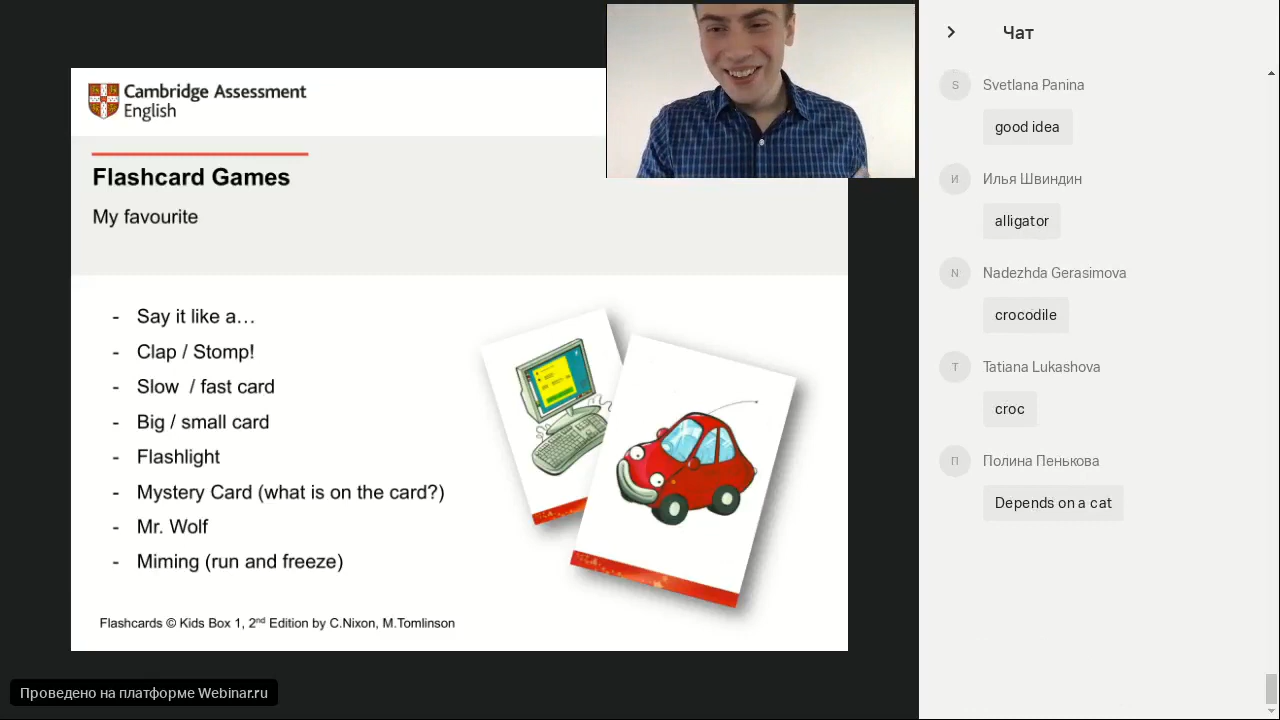 Cambridge Assessment
English
Flashcard Games
My favourite
- Say it like a…
- Clap / Stomp!
- Slow / fast card
- Big / small card
- Flashlight
- Mystery Card (what is on the card?)
- Mr. Wolf
- Miming (run and freeze)
Flashcards © Kids Box 1, 2nd Edition by C.Nixon, M.Tomlinson
Проведено на платформе Webinar.ru
Чат
S
Svetlana Panina
good idea
И
Илья Швиндин
alligator
N
Nadezhda Gerasimova
crocodile
T
Tatiana Lukashova
croc
П
Полина Пенькова
Depends on a cat